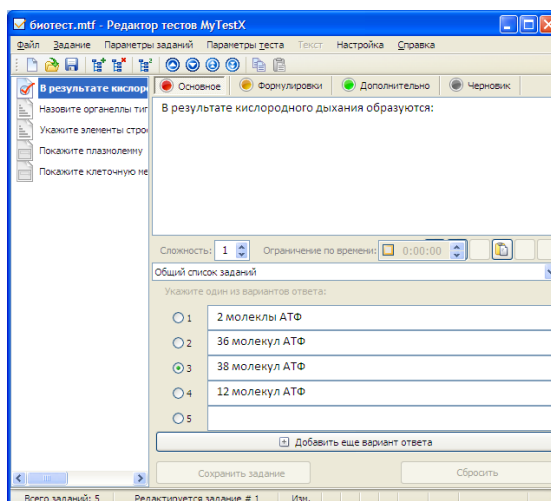 биотест.mtf - Редактор тестов MyTestX
Файл Задание Параметры заданий Параметры теста Текст Настройка Справка
В результате кислоро
Назовите органеллы тип
Укажите элементы стро
Покажите плазмолемму
Покажите клеточную ме
Основное Формулировки Дополнительно Черновик
В результате кислородного дыхания образуются:
Сложность: 1 Ограничение по времени: 0:00:00
Общий список заданий
Укажите один из вариантов ответа:
1 2 молеклы АТФ
2 36 молекул АТФ
3 38 молекул АТФ
4 12 молекул АТФ
5
Добавить еще вариант ответа
Сохранить задание Сбросить
Всего заданий: 5 Редактируется задание # 1 Изм.